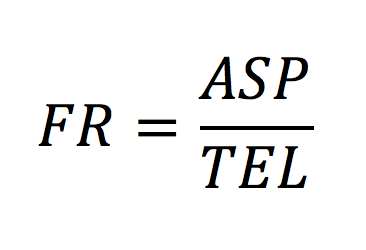 FR = ASP
TEL